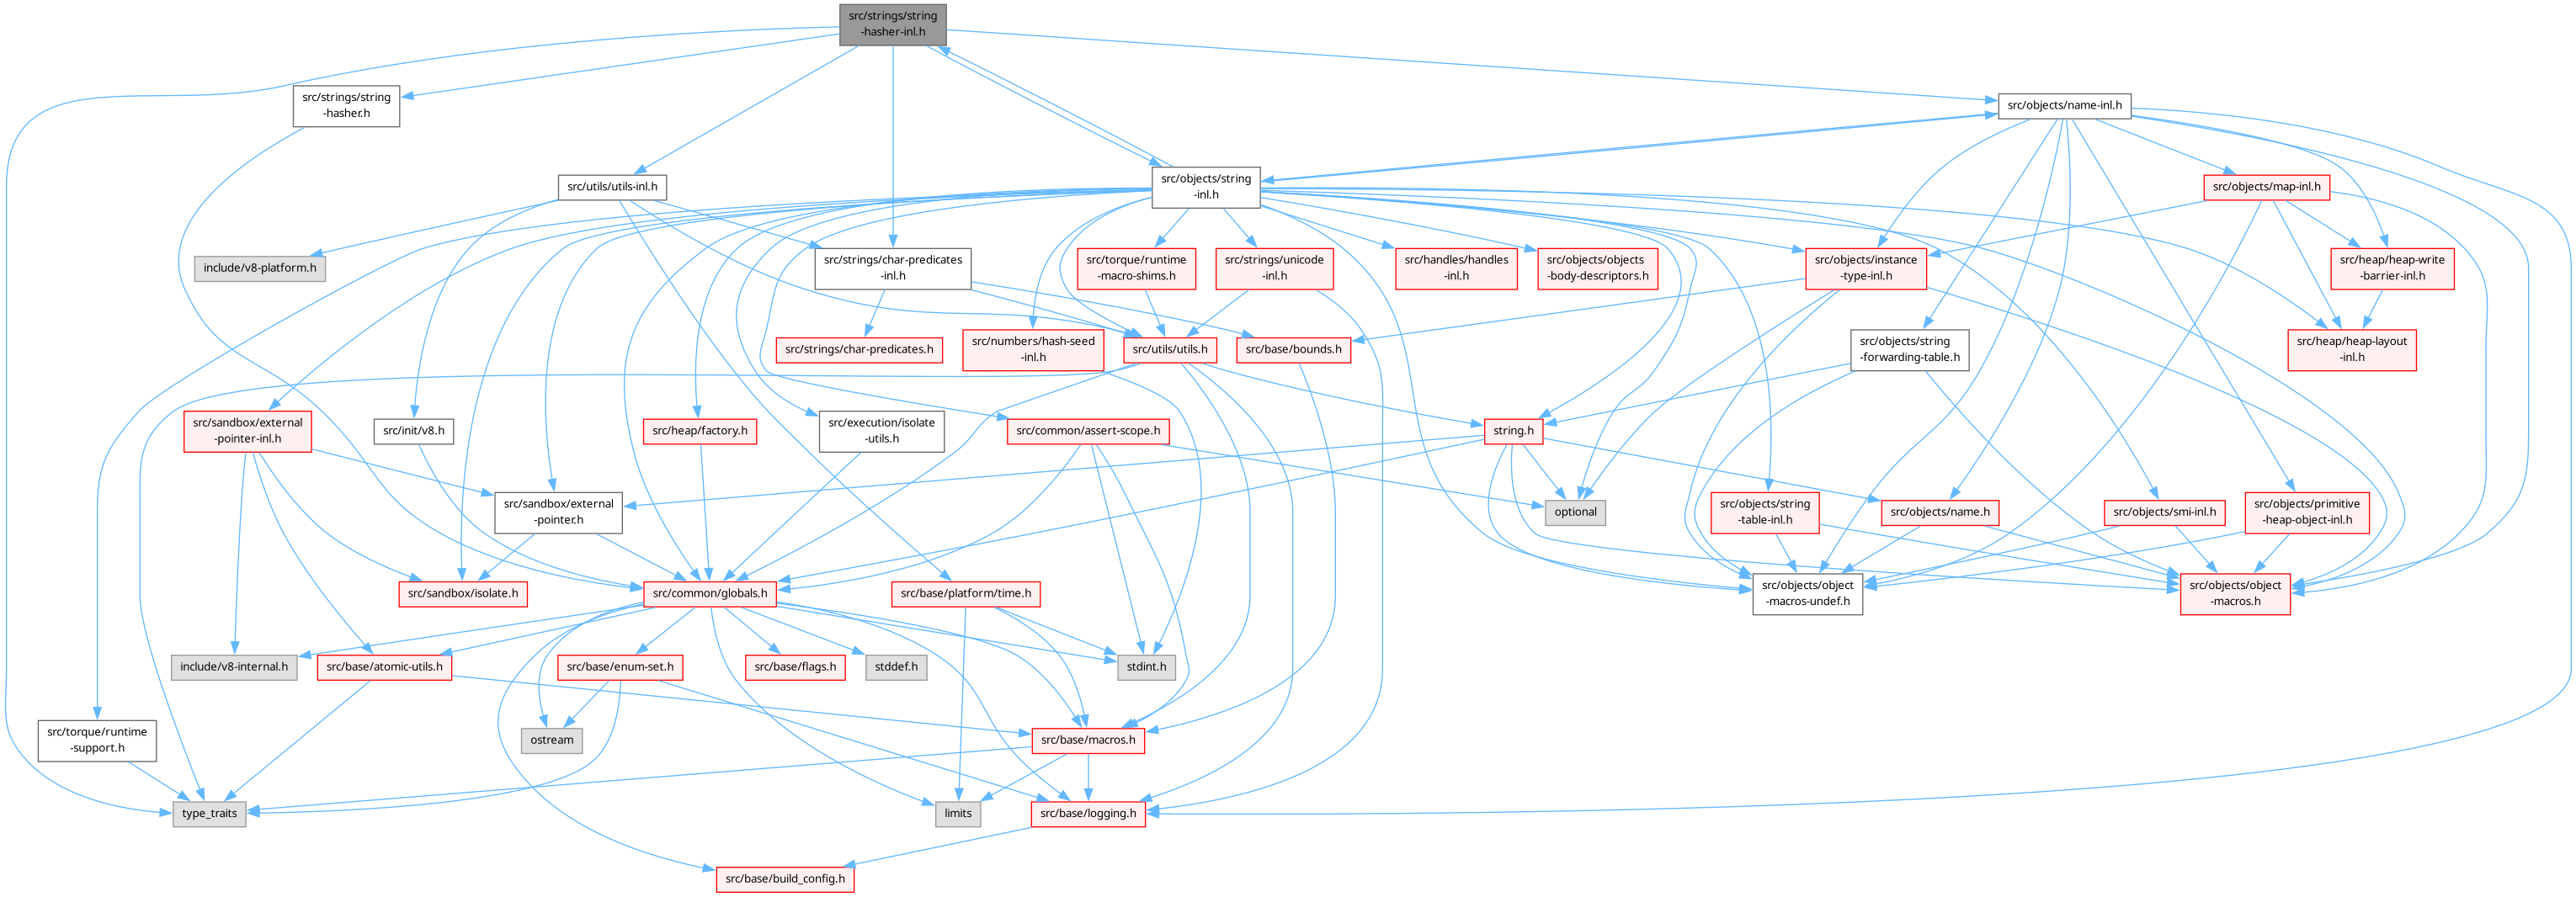 src/strings/string
-hasher-inl.h
src/strings/string
-hasher.h
src/objects/name-inl.h
src/utils/utils-inl.h
src/objects/string
-inl.h
src/objects/map-inl.h
include/v8-platform.h
src/strings/char-predicates
-inl.h
src/torque/runtime
-macro-shims.h
src/strings/unicode
-inl.h
src/handles/handles
-inl.h
src/objects/objects
-body-descriptors.h
src/objects/instance
-type-inl.h
src/heap/heap-write
-barrier-inl.h
src/strings/char-predicates.h
src/numbers/hash-seed
-inl.h
src/utils/utils.h
src/base/bounds.h
src/objects/string
-forwarding-table.h
src/heap/heap-layout
-inl.h
src/sandbox/external
-pointer-inl.h
src/init/v8.h
src/heap/factory.h
src/execution/isolate
-utils.h
src/common/assert-scope.h
string.h
src/sandbox/external
-pointer.h
optional
src/objects/string
-table-inl.h
src/objects/name.h
src/objects/smi-inl.h
src/objects/primitive
-heap-object-inl.h
src/sandbox/isolate.h
src/common/globals.h
src/base/platform/time.h
src/objects/object
-macros-undef.h
src/objects/object
-macros.h
include/v8-internal.h
src/base/atomic-utils.h
src/base/enum-set.h
src/base/flags.h
stddef.h
stdint.h
src/torque/runtime
-support.h
ostream
src/base/macros.h
type_traits
limits
src/base/logging.h
src/base/build_config.h